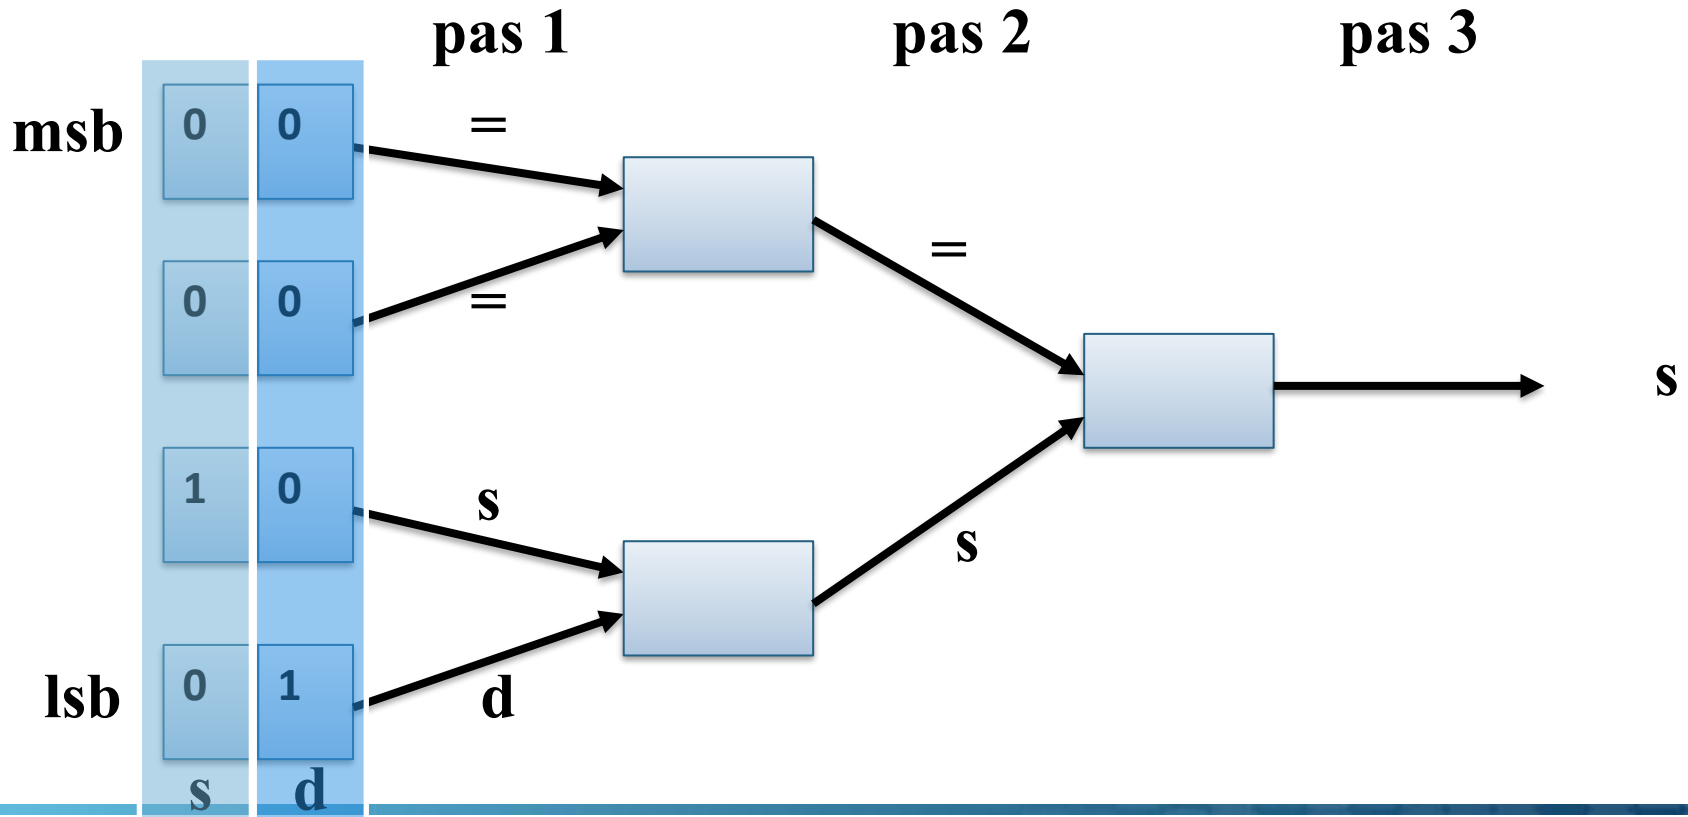 pas 1 pas 2 pas 3
msb 0 0 =
=
0 0 =
s
1 0 s
s
lsb 0 1 d
s d